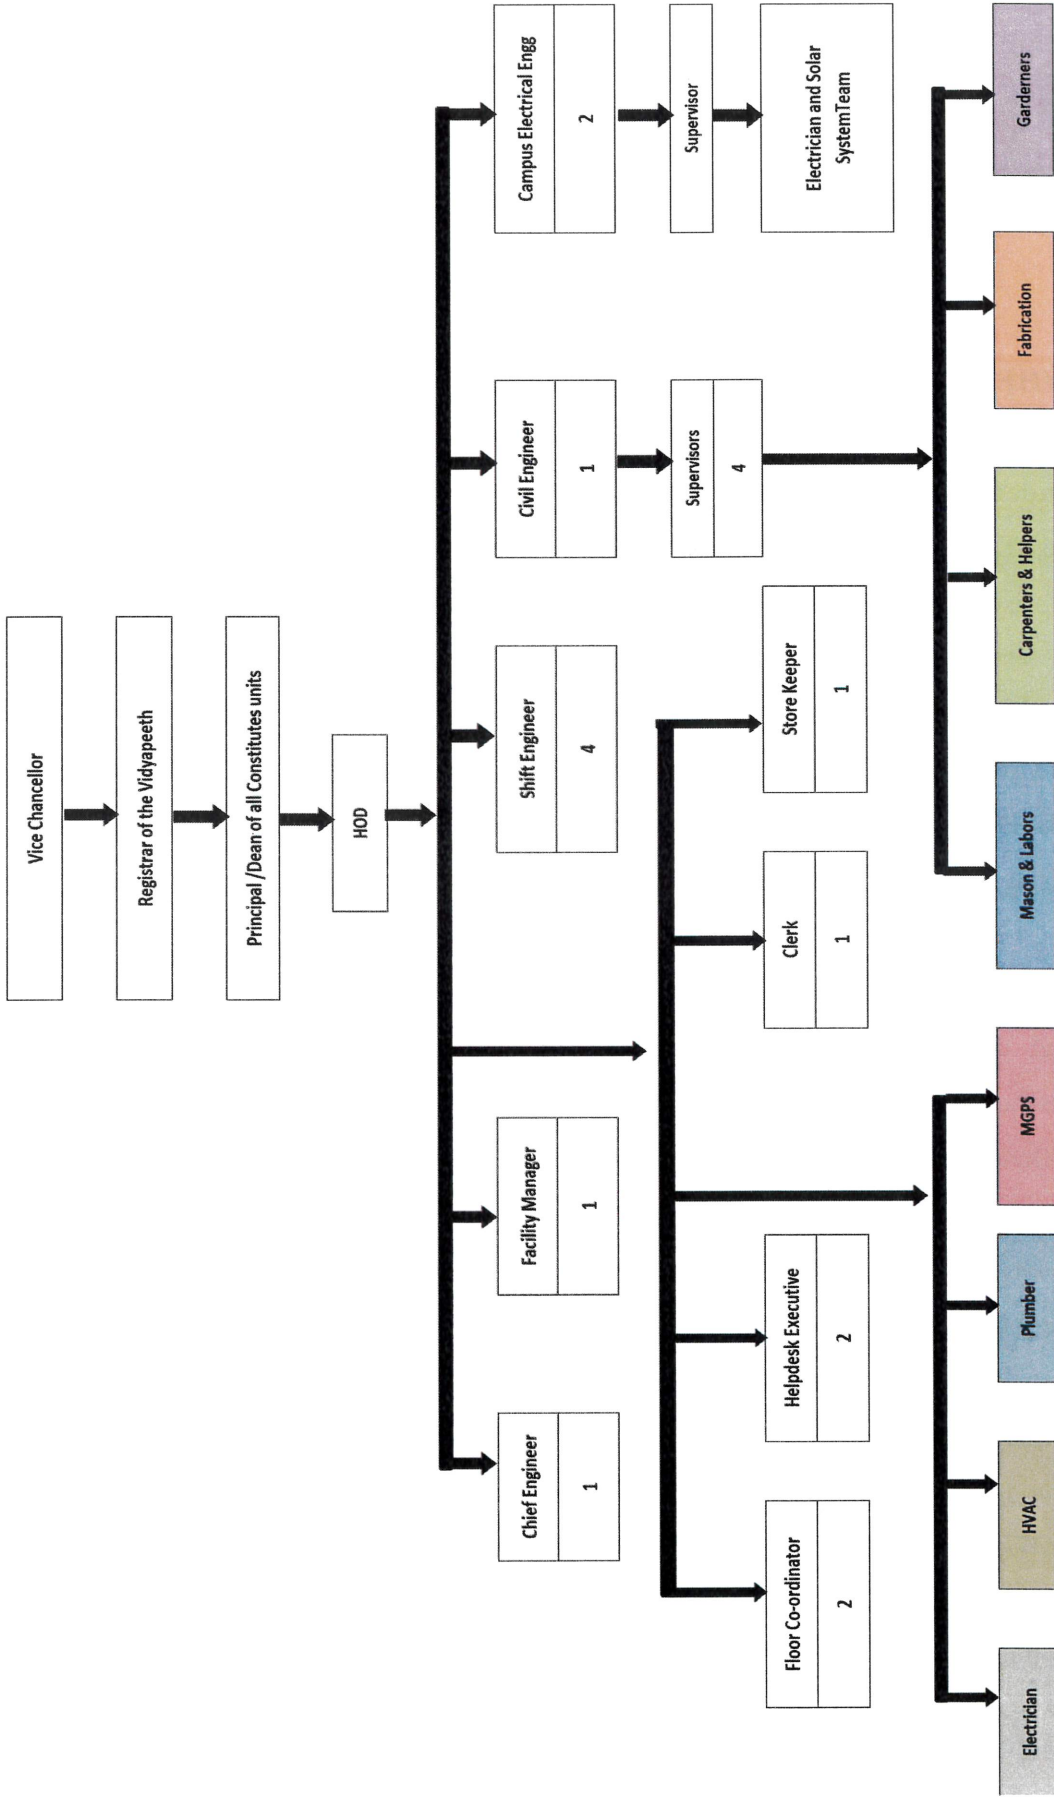 Vice Chancellor
Registrar of the Vidyapeeth
Principal /Dean of all Constitutes units
HOD
Chief Engineer
1
Facility Manager
1
Shift Engineer
4
Civil Engineer
1
Campus Electrical Engg
2
Supervisors
4
Supervisor
Floor Co-ordinator
2
Helpdesk Executive
2
Clerk
1
Store Keeper
1
Electrician and Solar
SystemTeam
Electrician
HVAC
Plumber
MGPS
Mason & Labors
Carpenters & Helpers
Fabrication
Garderners